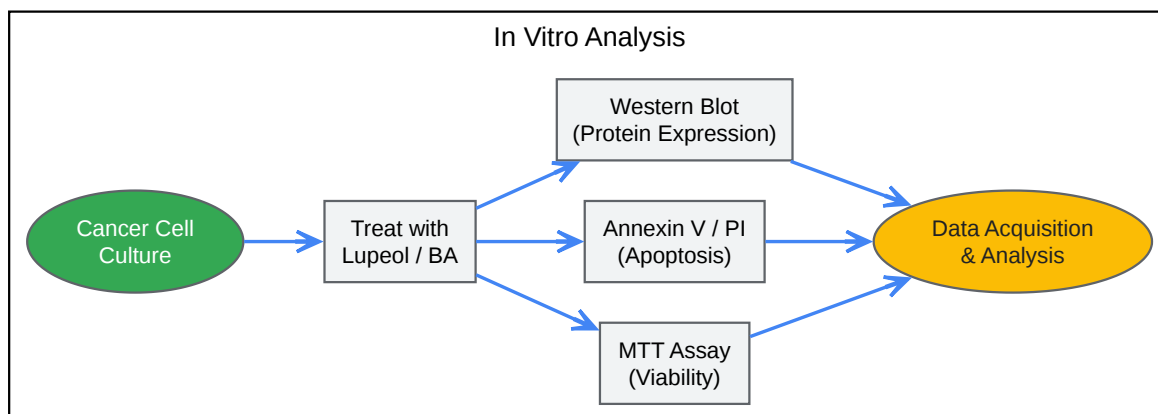 In Vitro Analysis
Western Blot
(Protein Expression)
Cancer Cell
Culture
Treat with
Lupeol / BA
Annexin V / PI
(Apoptosis)
Data Acquisition
& Analysis
MTT Assay
(Viability)